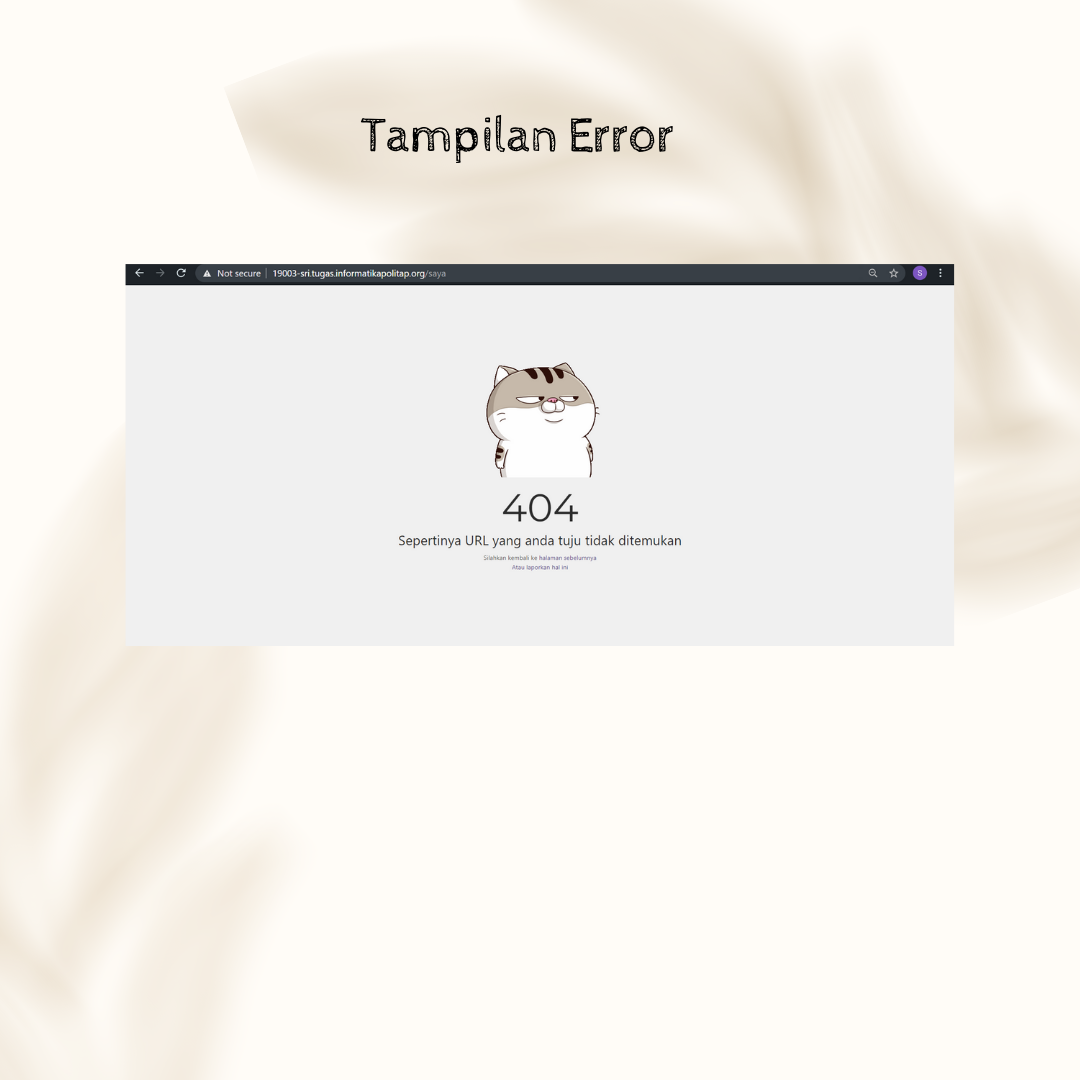 Tampilan Error
Not secure | 19003-sri.tugas.informatikapolitap.org/saya
S
404
Sepertinya URL yang anda tuju tidak ditemukan
Silahkan kembali ke halaman sebelumnya
Atau laporkan hal ini